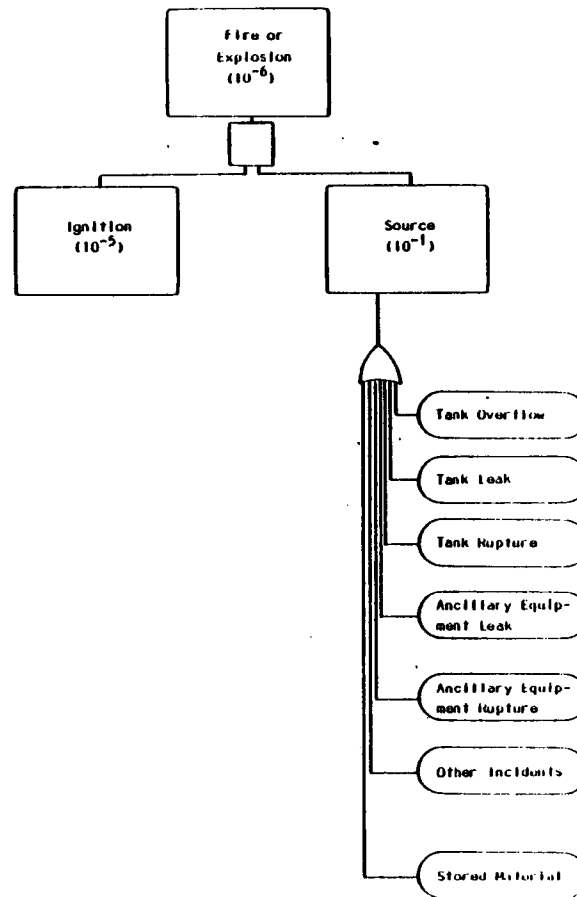 Fire or
Explosion
(10⁻⁶)
Ignition
(10⁻⁵)
Source
(10⁻¹)
Tank Overflow
Tank Leak
Tank Rupture
Ancillary Equip-
ment Leak
Ancillary Equip-
ment Rupture
Other Incidents
Stored Material